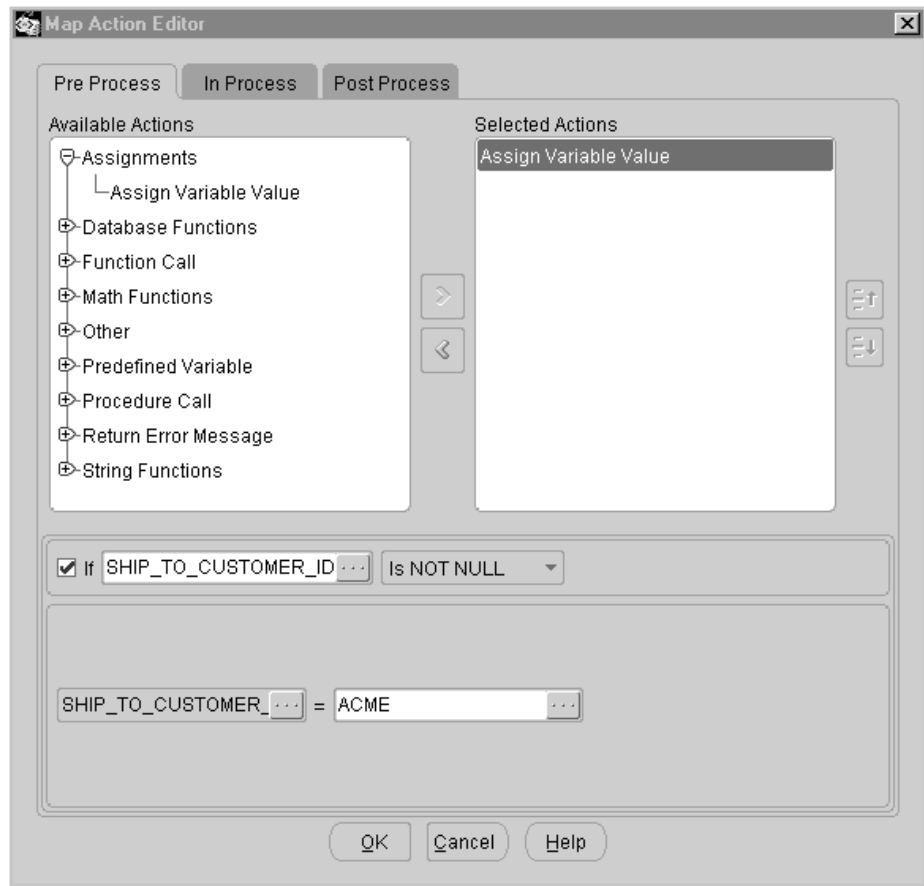 Map Action Editor
Pre Process In Process Post Process
Available Actions
Assignments
Assign Variable Value
Database Functions
Function Call
Math Functions
Other
Predefined Variable
Procedure Call
Return Error Message
String Functions
Selected Actions
Assign Variable Value
If SHIP_TO_CUSTOMER_ID ... Is NOT NULL
SHIP_TO_CUSTOMER_ ... = ACME ...
OK Cancel Help